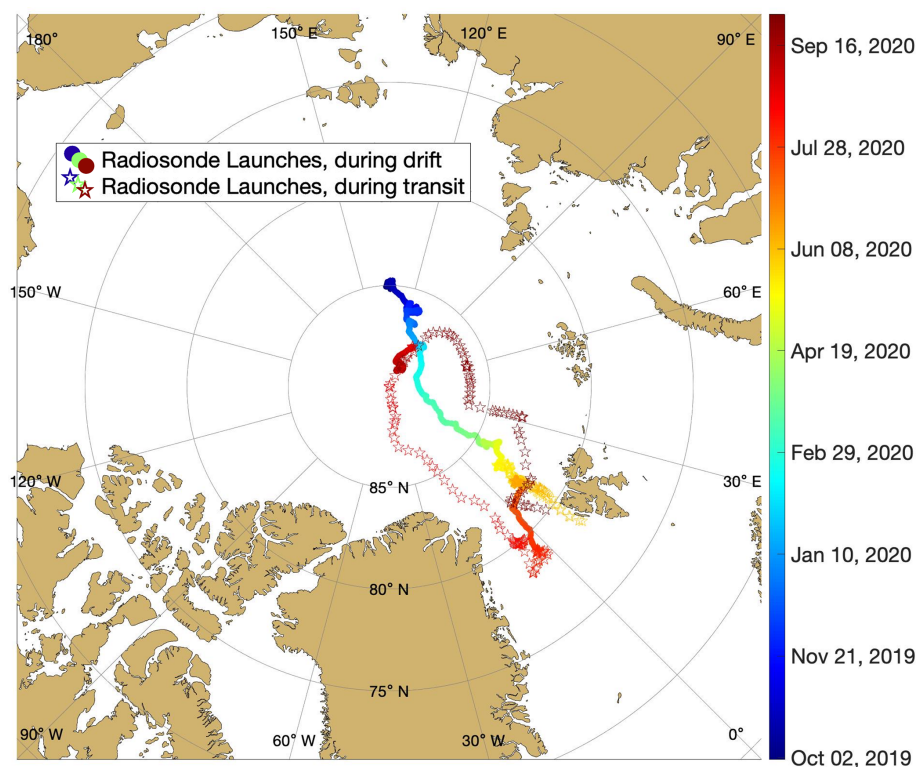 180°
150° E
120° E
90° E
Sep 16, 2020
Radiosonde Launches, during drift
Radiosonde Launches, during transit
Jul 28, 2020
Jun 08, 2020
150° W
60° E
Apr 19, 2020
Feb 29, 2020
120° W
85° N
30° E
Jan 10, 2020
80° N
Nov 21, 2019
75° N
90° W
60° W
30° W
0°
Oct 02, 2019